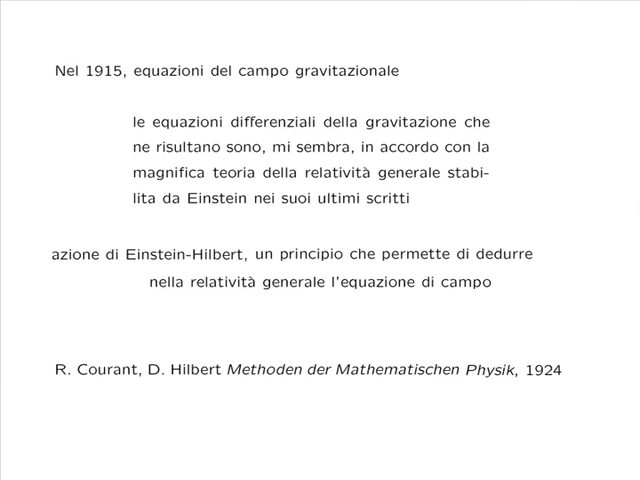 Nel 1915, equazioni del campo gravitazionale
le equazioni differenziali della gravitazione che
ne risultano sono, mi sembra, in accordo con la
magnifica teoria della relatività generale stabi-
lita da Einstein nei suoi ultimi scritti
azione di Einstein-Hilbert, un principio che permette di dedurre
nella relatività generale l'equazione di campo
R. Courant, D. Hilbert Methoden der Mathematischen Physik, 1924